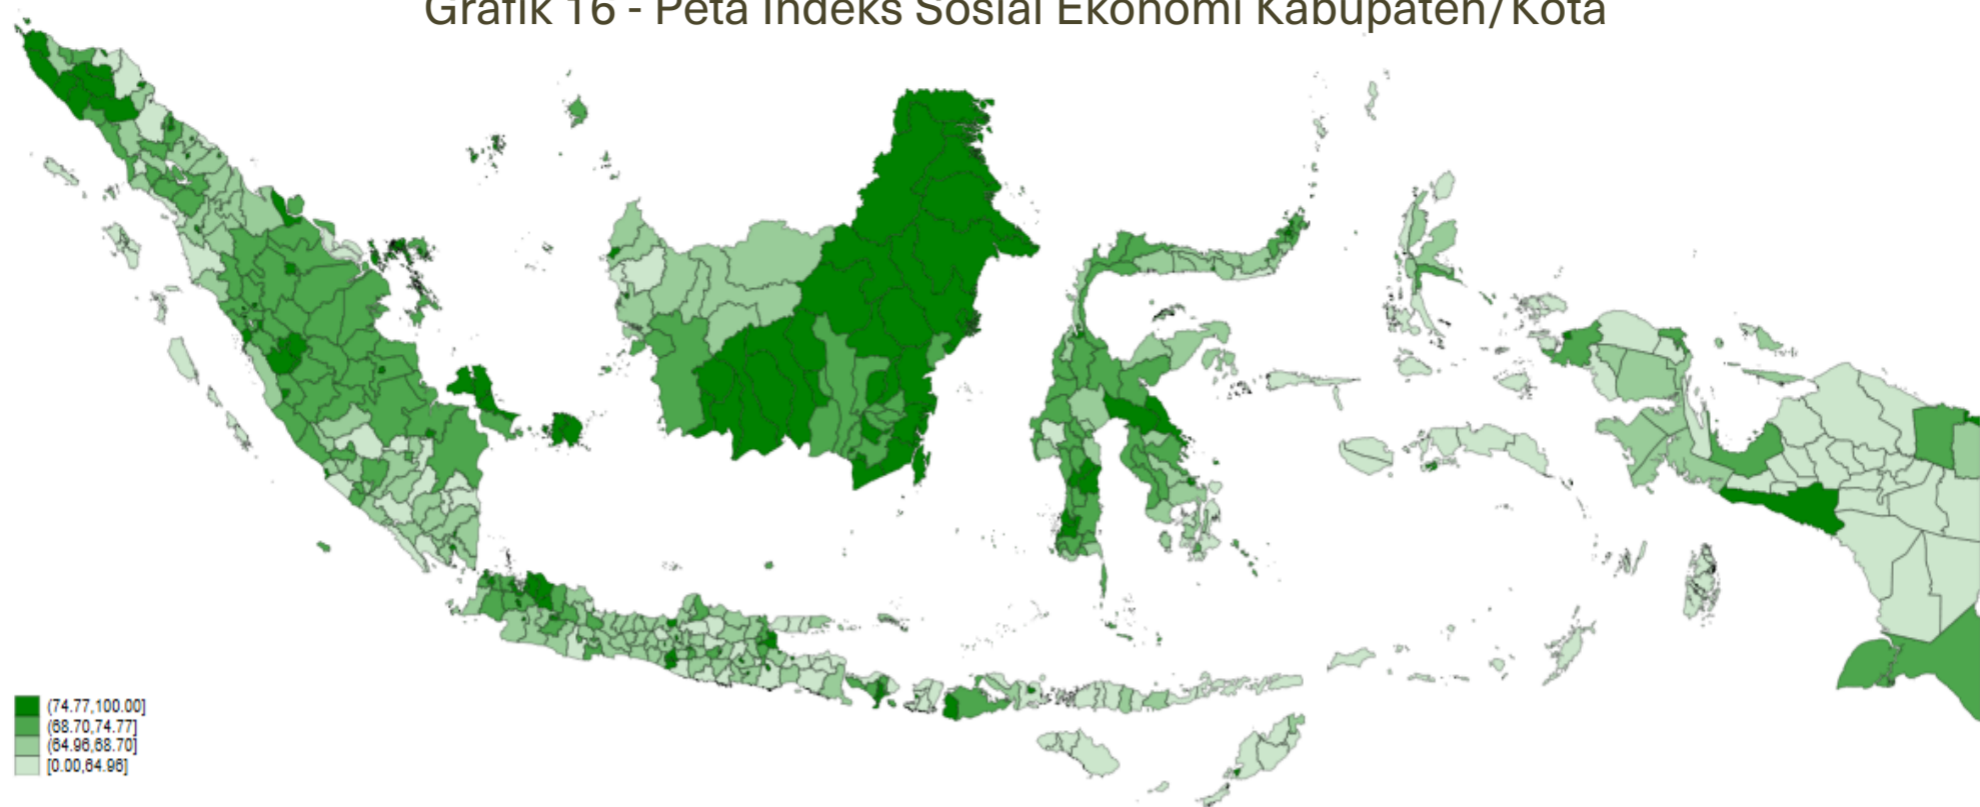 Grafik 16 - Peta Indeks Sosial Ekonomi Kabupaten/Kota
(74.77,100.00]
(68.70,74.77]
(64.96,68.70]
[0.00,64.96]